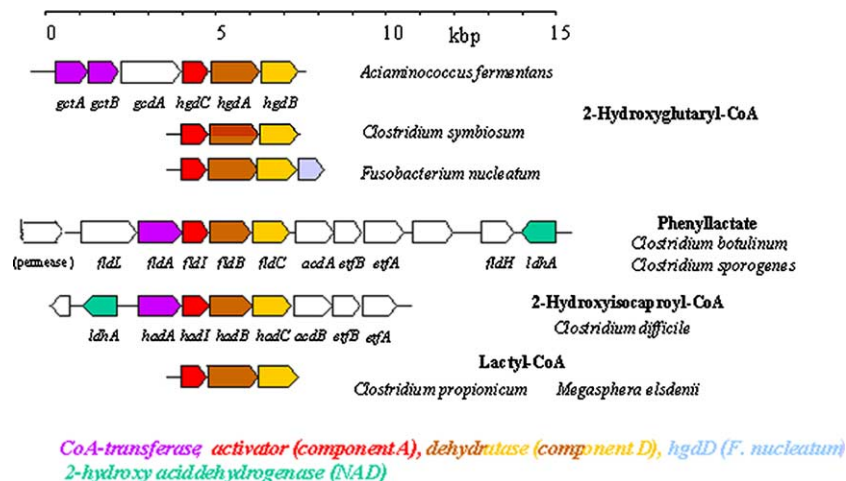 0 5 10 15
kbp
Aciaminococcus fermentans
gctA gctB gcdA hgdC hgdA hgdB
2-Hydroxyglutaryl-CoA
Clostridium symbiosum
Fusobacterium nucleatum
Phenyllactate
Clostridium botulinum
(permease) fldL fldA fldI fldB fldC acdA etfB etfA fldH ldhA
Clostridium sporogenes
2-Hydroxyisocaproyl-CoA
Clostridium difficile
ldhA hadA hadI hadB hadC acdB etfB etfA
Lactyl-CoA
Clostridium propionicum Megasphera elsdenii
CoA-transferase, activator (component A), dehydratase (component D), hgdD (F. nucleatum)
2-hydroxy acid dehydrogenase (NAD)